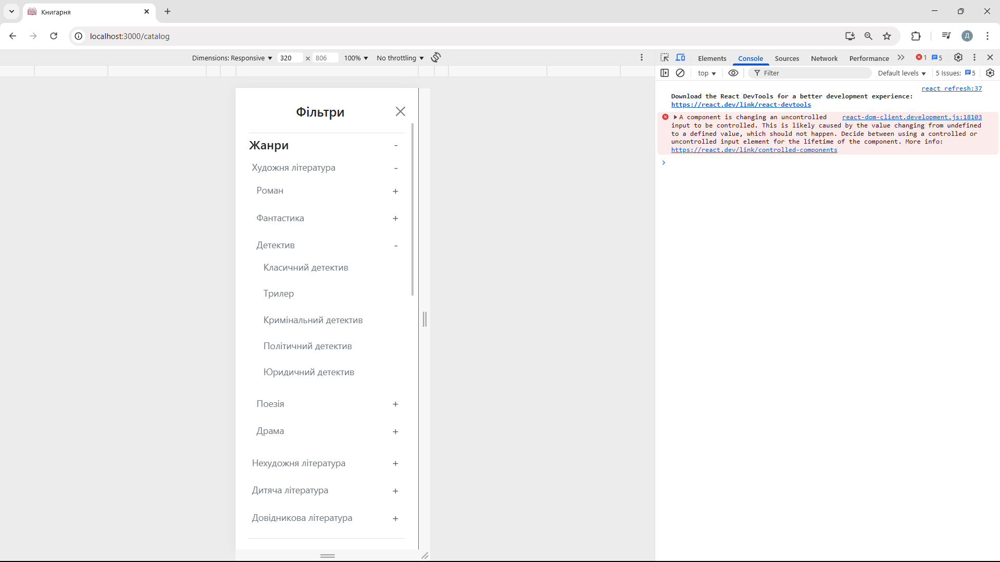 Книгарня
localhost:3000/catalog
Д
Dimensions: Responsive ▼ 320 × 806 100% ▼ No throttling ▼
Elements Console Sources Network Performance 1 5
top ▼ Filter Default levels ▼ 5 Issues: 5
react refresh:37
Download the React DevTools for a better development experience:
https://react.dev/link/react-devtools
A component is changing an uncontrolled react-dom-client.development.js:18103
input to be controlled. This is likely caused by the value changing from undefined
to a defined value, which should not happen. Decide between using a controlled or
uncontrolled input element for the lifetime of the component. More info:
https://react.dev/link/controlled-components
Фільтри
Жанри -
Художня література -
Роман +
Фантастика +
Детектив -
Класичний детектив
Трилер
Кримінальний детектив
Політичний детектив
Юридичний детектив
Поезія +
Драма +
Нехудожня література +
Дитяча література +
Довідникова література +